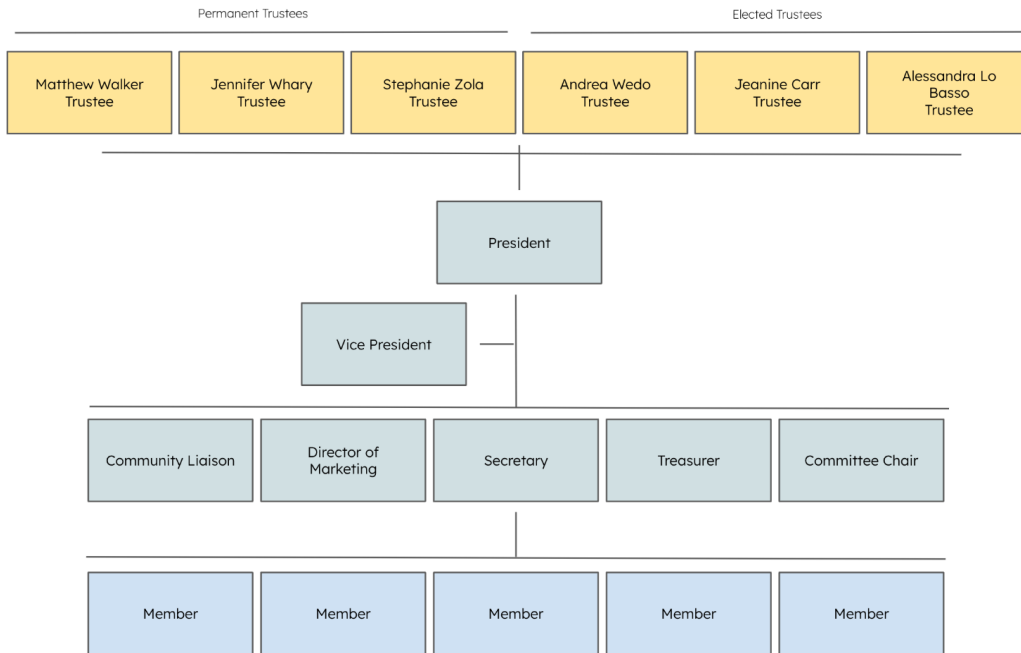 Permanent Trustees
Elected Trustees
Matthew Walker
Trustee
Jennifer Whary
Trustee
Stephanie Zola
Trustee
Andrea Wedo
Trustee
Jeanine Carr
Trustee
Alessandra Lo
Basso
Trustee
President
Vice President
Community Liaison
Director of
Marketing
Secretary
Treasurer
Committee Chair
Member
Member
Member
Member
Member